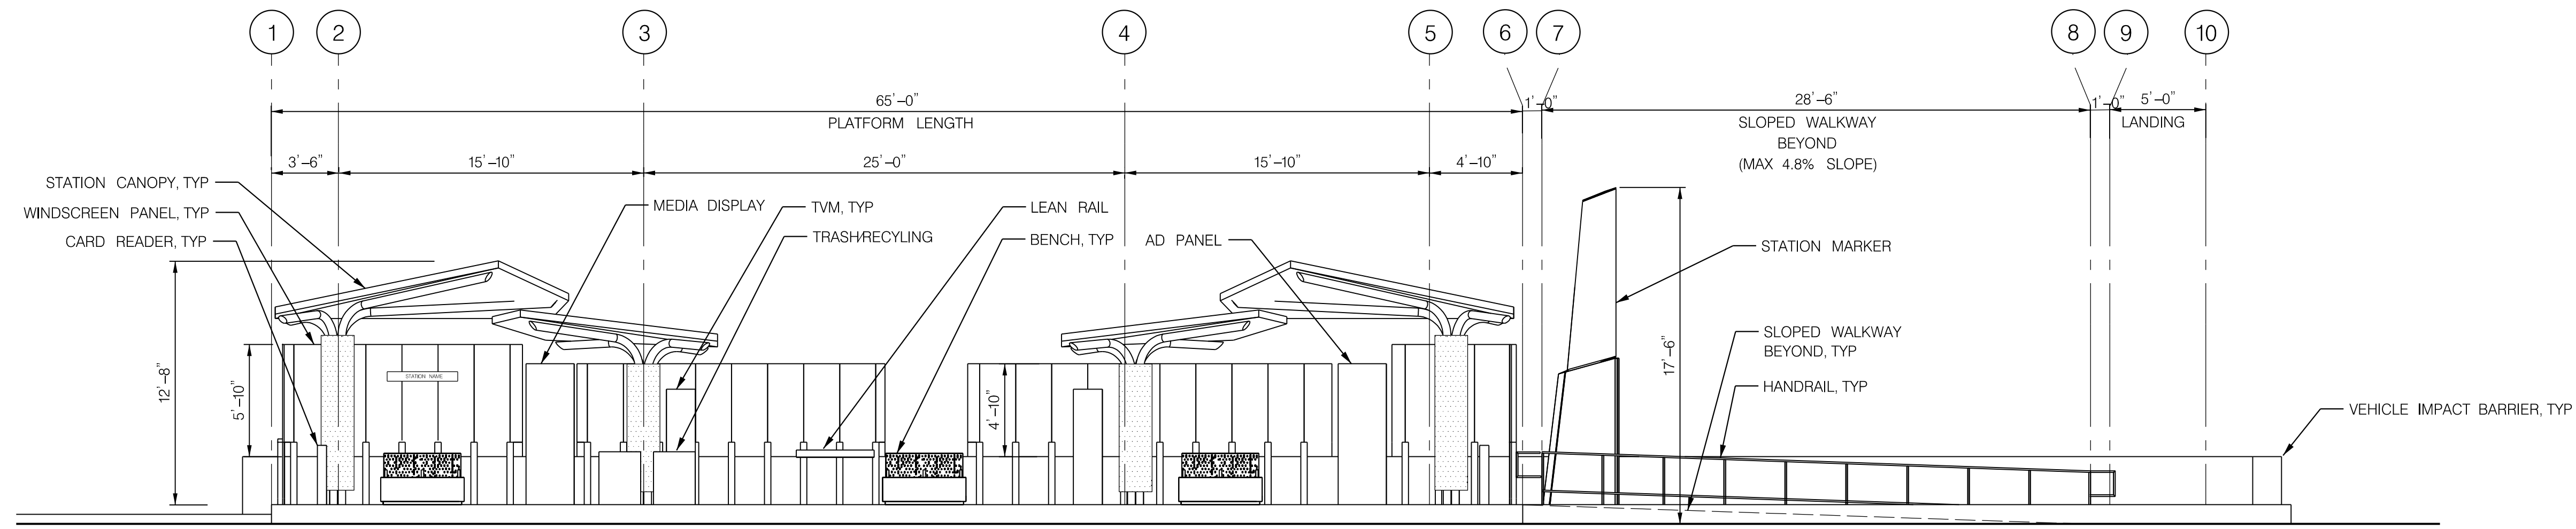 1 2 3 4 5 6 7 8 9 10
65'-0" 1'-0" 28'-6" 1'-0" 5'-0"
PLATFORM LENGTH
SLOPED WALKWAY
BEYOND
(MAX 4.8% SLOPE)
LANDING
3'-6" 15'-10" 25'-0" 15'-10" 4'-10"
STATION CANOPY, TYP
WINDSCREEN PANEL, TYP
CARD READER, TYP
MEDIA DISPLAY
TVM, TYP
TRASH/RECYLING
LEAN RAIL
BENCH, TYP
AD PANEL
STATION MARKER
SLOPED WALKWAY
BEYOND, TYP
HANDRAIL, TYP
VEHICLE IMPACT BARRIER, TYP
12'-8"
5'-10"
STATION NAME
4'-10"
17'-6"